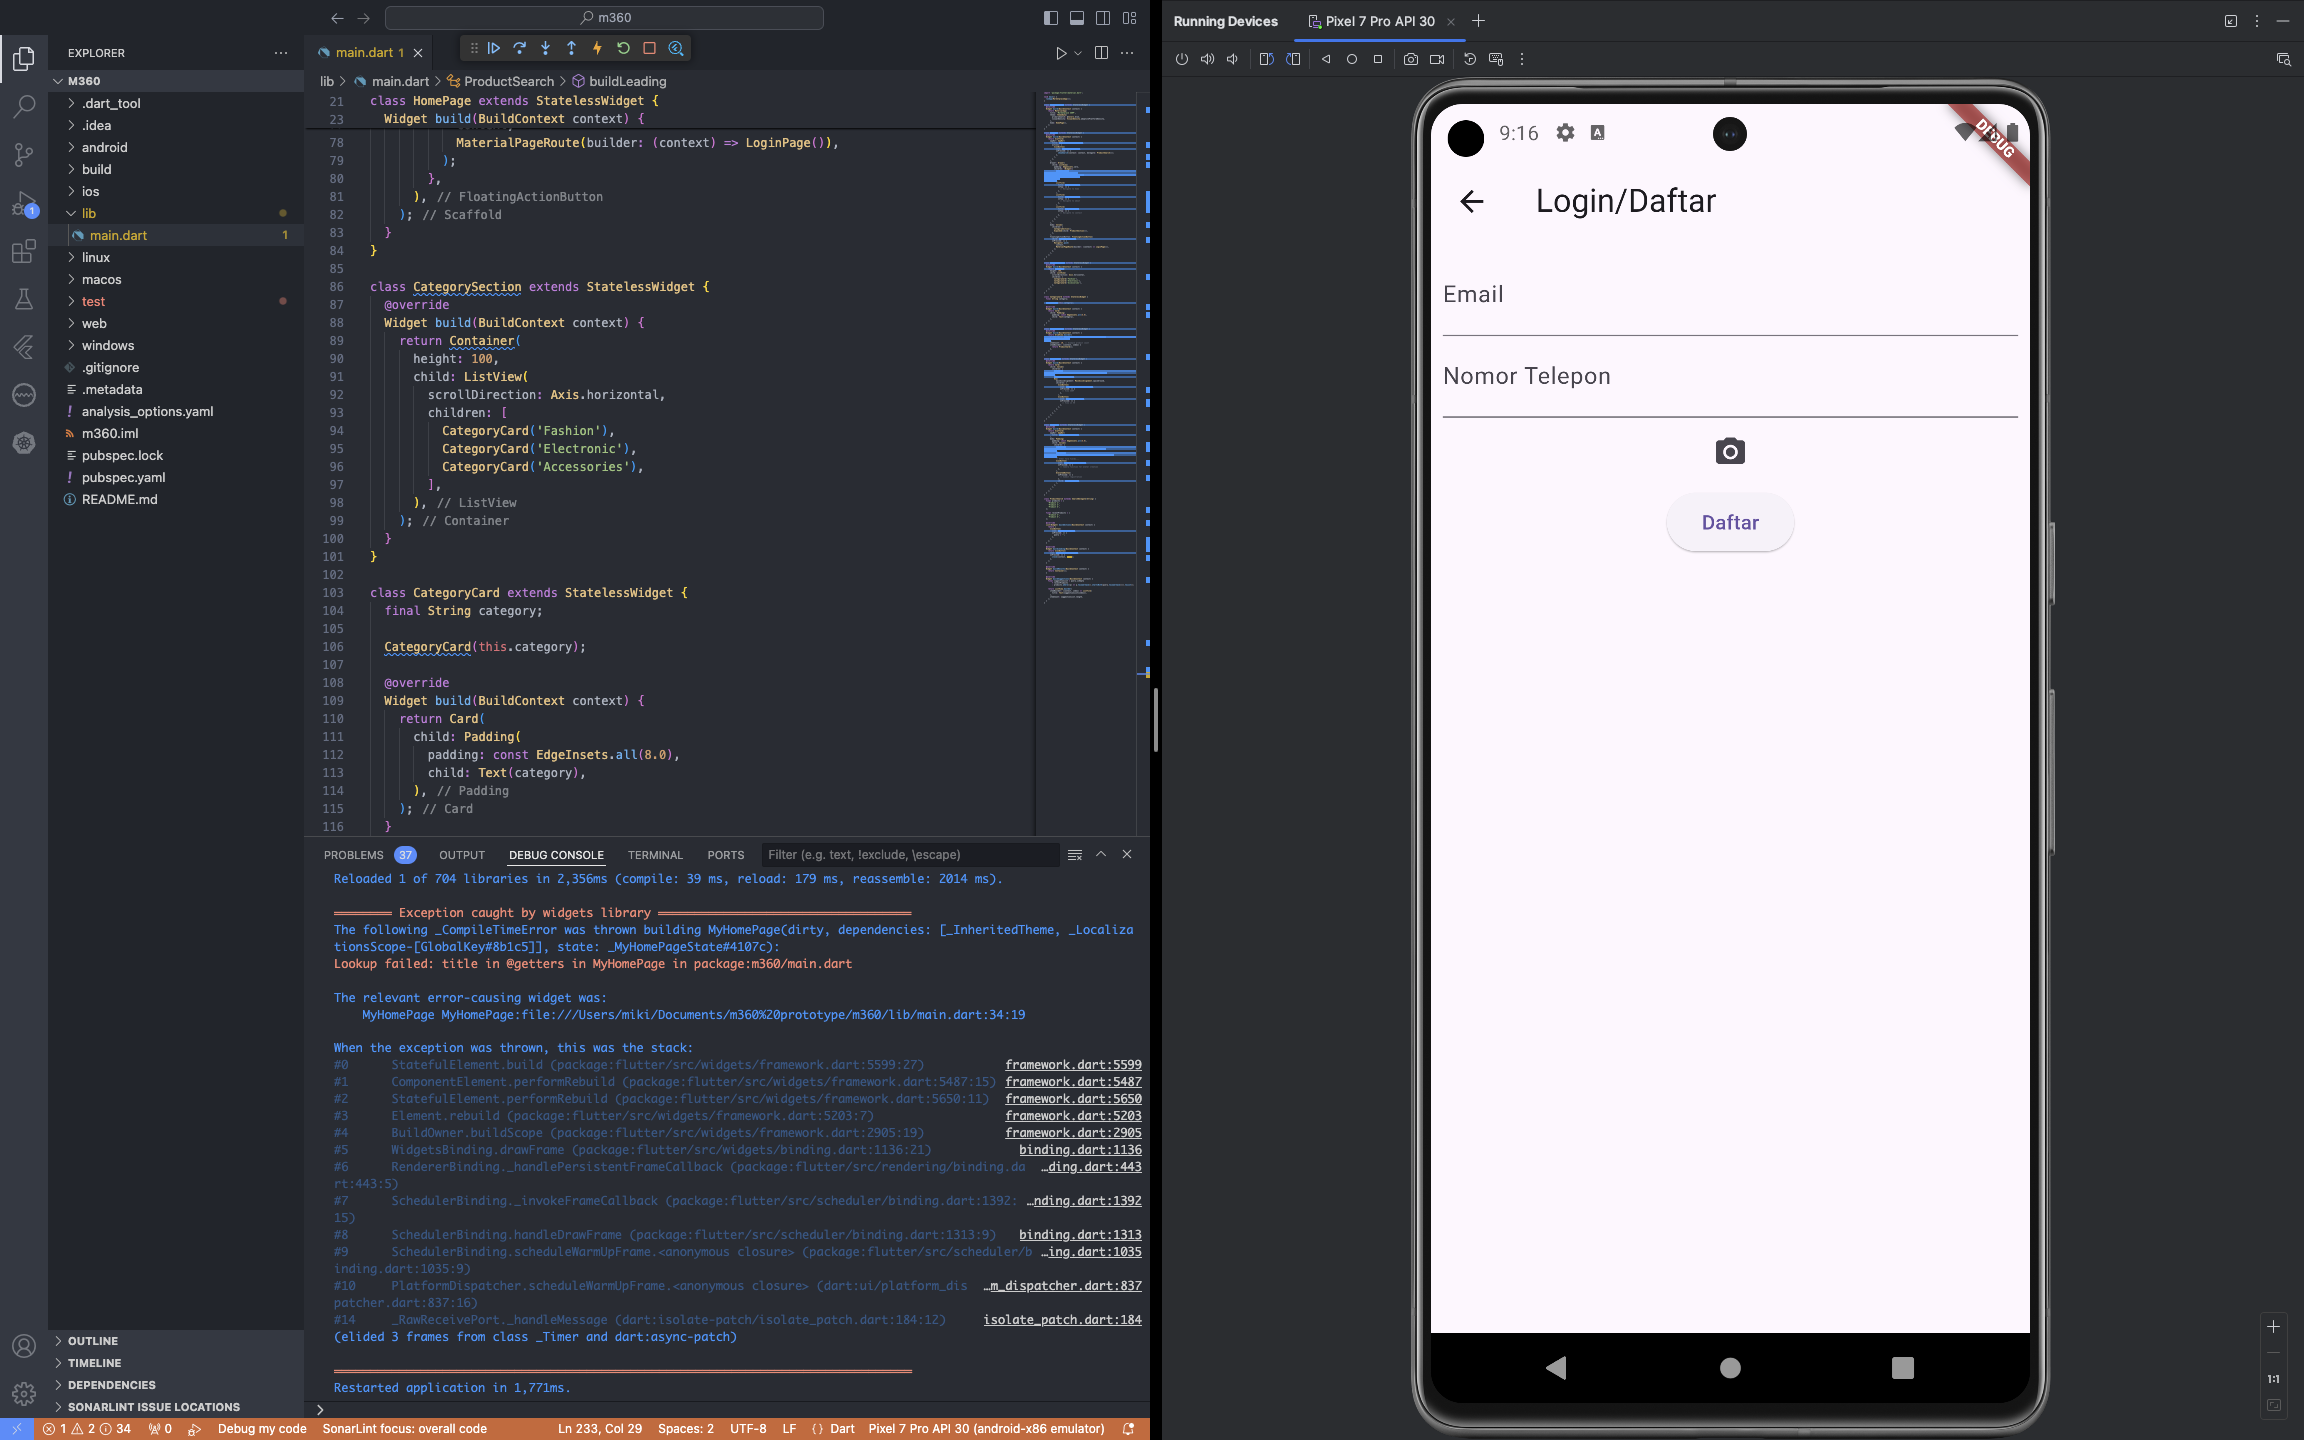 m360
EXPLORER
M360
.dart_tool
.idea
android
build
ios
lib
main.dart 1
linux
macos
test
web
windows
.gitignore
.metadata
analysis_options.yaml
m360.iml
pubspec.lock
pubspec.yaml
README.md
OUTLINE
TIMELINE
DEPENDENCIES
SONARLINT ISSUE LOCATIONS
main.dart 1
lib > main.dart > ProductSearch > buildLeading
21 class HomePage extends StatelessWidget {
23 Widget build(BuildContext context) {
78 MaterialPageRoute(builder: (context) => LoginPage()),
79 );
80 },
81 ), // FloatingActionButton
82 ); // Scaffold
83 }
84 }
85
86 class CategorySection extends StatelessWidget {
87 @override
88 Widget build(BuildContext context) {
89 return Container(
90 height: 100,
91 child: ListView(
92 scrollDirection: Axis.horizontal,
93 children: [
94 CategoryCard('Fashion'),
95 CategoryCard('Electronic'),
96 CategoryCard('Accessories'),
97 ],
98 ), // ListView
99 ); // Container
100 }
101 }
102
103 class CategoryCard extends StatelessWidget {
104 final String category;
105
106 CategoryCard(this.category);
107
108 @override
109 Widget build(BuildContext context) {
110 return Card(
111 child: Padding(
112 padding: const EdgeInsets.all(8.0),
113 child: Text(category),
114 ), // Padding
115 ); // Card
116 }
PROBLEMS 37 OUTPUT DEBUG CONSOLE TERMINAL PORTS Filter (e.g. text, !exclude, \escape)
Reloaded 1 of 704 libraries in 2,356ms (compile: 39 ms, reload: 179 ms, reassemble: 2014 ms).
Exception caught by widgets library
The following _CompileTimeError was thrown building MyHomePage(dirty, dependencies: [_InheritedTheme, _Localiza
tionsScope-[GlobalKey#8b1c5]], state: _MyHomePageState#4107c):
Lookup failed: title in @getters in MyHomePage in package:m360/main.dart
The relevant error-causing widget was:
MyHomePage MyHomePage:file:///Users/miki/Documents/m360%20prototype/m360/lib/main.dart:34:19
When the exception was thrown, this was the stack:
#0 StatefulElement.build (package:flutter/src/widgets/framework.dart:5599:27) framework.dart:5599
#1 ComponentElement.performRebuild (package:flutter/src/widgets/framework.dart:5487:15) framework.dart:5487
#2 StatefulElement.performRebuild (package:flutter/src/widgets/framework.dart:5650:11) framework.dart:5650
#3 Element.rebuild (package:flutter/src/widgets/framework.dart:5203:7) framework.dart:5203
#4 BuildOwner.buildScope (package:flutter/src/widgets/framework.dart:2905:19) framework.dart:2905
#5 WidgetsBinding.drawFrame (package:flutter/src/widgets/binding.dart:1136:21) binding.dart:1136
#6 RendererBinding._handlePersistentFrameCallback (package:flutter/src/rendering/binding.da …ding.dart:443
rt:443:5)
#7 SchedulerBinding._invokeFrameCallback (package:flutter/src/scheduler/binding.dart:1392: …nding.dart:1392
15)
#8 SchedulerBinding.handleDrawFrame (package:flutter/src/scheduler/binding.dart:1313:9) binding.dart:1313
#9 SchedulerBinding.scheduleWarmUpFrame.<anonymous closure> (package:flutter/src/scheduler/b …ing.dart:1035
inding.dart:1035:9)
#10 PlatformDispatcher.scheduleWarmUpFrame.<anonymous closure> (dart:ui/platform_dis …m_dispatcher.dart:837
patcher.dart:837:16)
#14 _RawReceivePort._handleMessage (dart:isolate-patch/isolate_patch.dart:184:12) isolate_patch.dart:184
(elided 3 frames from class _Timer and dart:async-patch)
Restarted application in 1,771ms.
1 2 34 0 Debug my code SonarLint focus: overall code Ln 233, Col 29 Spaces: 2 UTF-8 LF {} Dart Pixel 7 Pro API 30 (android-x86 emulator)
Running Devices Pixel 7 Pro API 30
9:16 A
DEBUG
Login/Daftar
Email
Nomor Telepon
Daftar
1:1